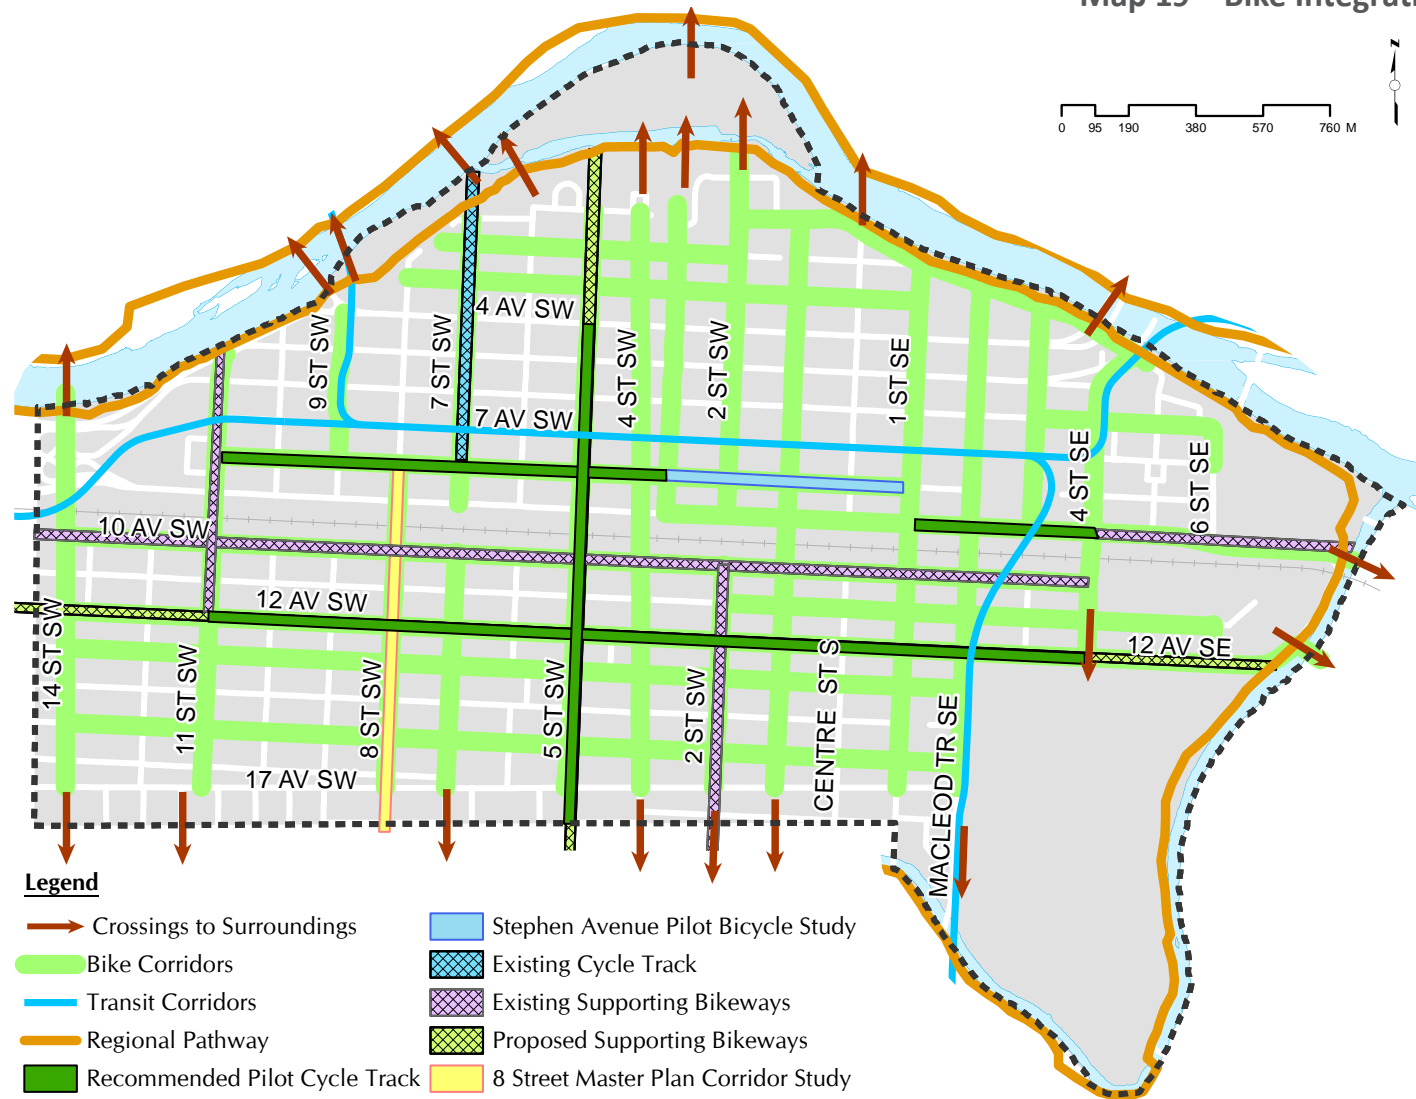 Map 19 Bike Integrati
N
0 95 190 380 570 760 M
4 AV SW
9 ST SW
7 ST SW
4 ST SW
2 ST SW
1 ST SE
7 AV SW
4 ST SE
6 ST SE
10 AV SW
12 AV SW
12 AV SE
14 ST SW
11 ST SW
8 ST SW
5 ST SW
2 ST SW
CENTRE ST S
MACLEOD TR SE
17 AV SW
Legend
Crossings to Surroundings
Bike Corridors
Transit Corridors
Regional Pathway
Recommended Pilot Cycle Track
Stephen Avenue Pilot Bicycle Study
Existing Cycle Track
Existing Supporting Bikeways
Proposed Supporting Bikeways
8 Street Master Plan Corridor Study